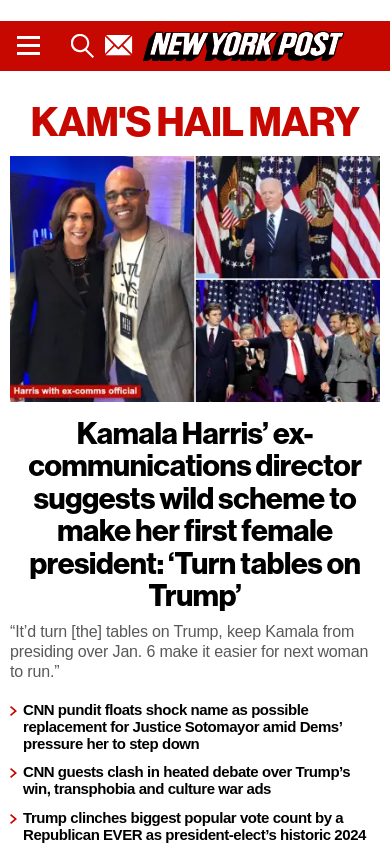 NEW YORK POST
KAM'S HAIL MARY
Harris with ex-comms official
Kamala Harris’ ex-
communications director
suggests wild scheme to
make her first female
president: ‘Turn tables on
Trump’
“It’d turn [the] tables on Trump, keep Kamala from
presiding over Jan. 6 make it easier for next woman
to run.”
CNN pundit floats shock name as possible
replacement for Justice Sotomayor amid Dems’
pressure her to step down
CNN guests clash in heated debate over Trump’s
win, transphobia and culture war ads
Trump clinches biggest popular vote count by a
Republican EVER as president-elect’s historic 2024